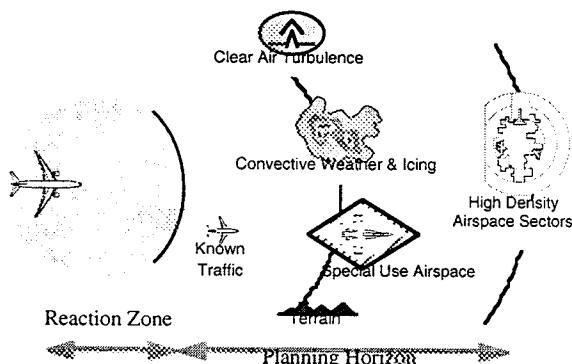 Clear Air Turbulence
Convective Weather & Icing
High Density
Airspace Sectors
Known
Traffic
Special Use Airspace
Terrain
Reaction Zone
Planning Horizon